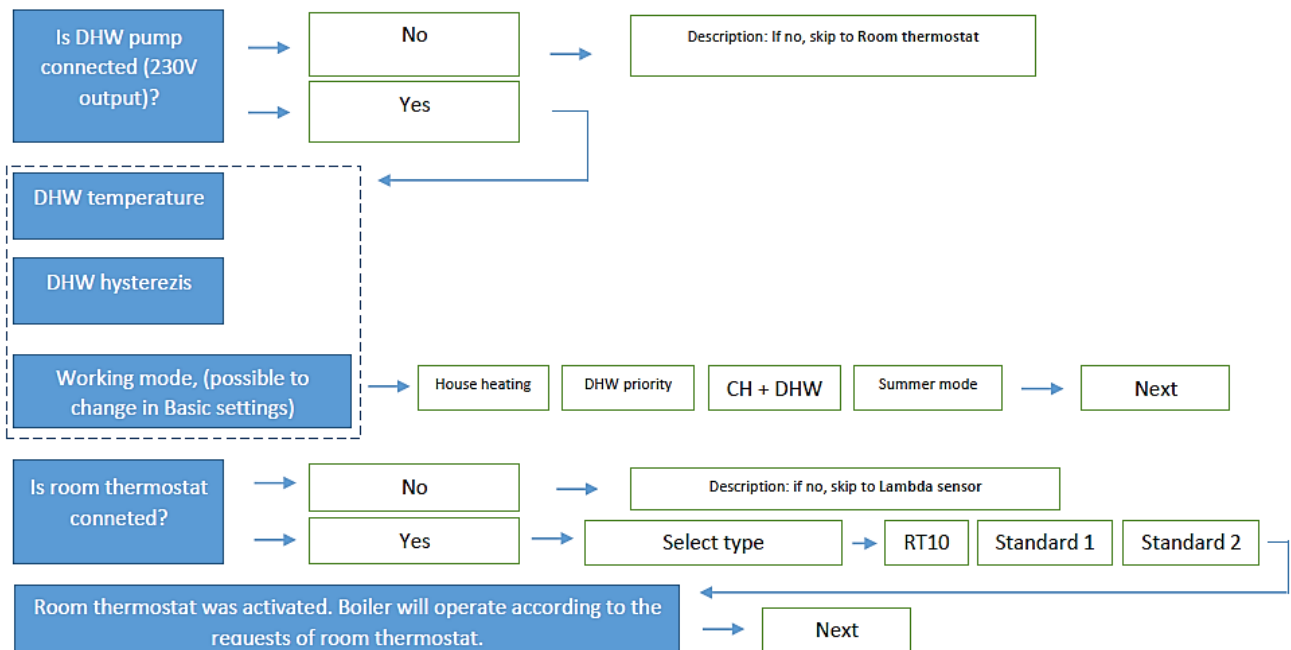 Is DHW pump
connected (230V
output)?
No
Description: If no, skip to Room thermostat
Yes
DHW temperature
DHW hysterezis
Working mode, (possible to
change in Basic settings)
House heating
DHW priority
CH + DHW
Summer mode
Next
Is room thermostat
conneted?
No
Description: if no, skip to Lambda sensor
Yes
Select type
RT10
Standard 1
Standard 2
Room thermostat was activated. Boiler will operate according to the
requests of room thermostat.
Next